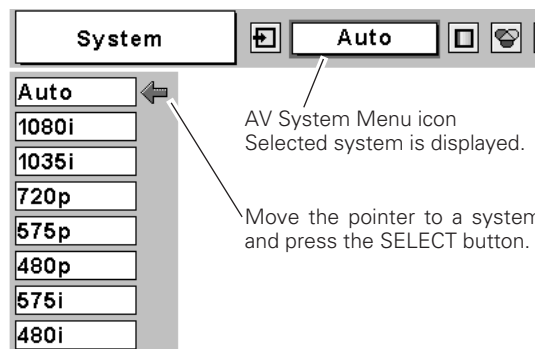 System
Auto
Auto
1080i
1035i
720p
575p
480p
575i
480i
AV System Menu icon
Selected system is displayed.
Move the pointer to a system
and press the SELECT button.